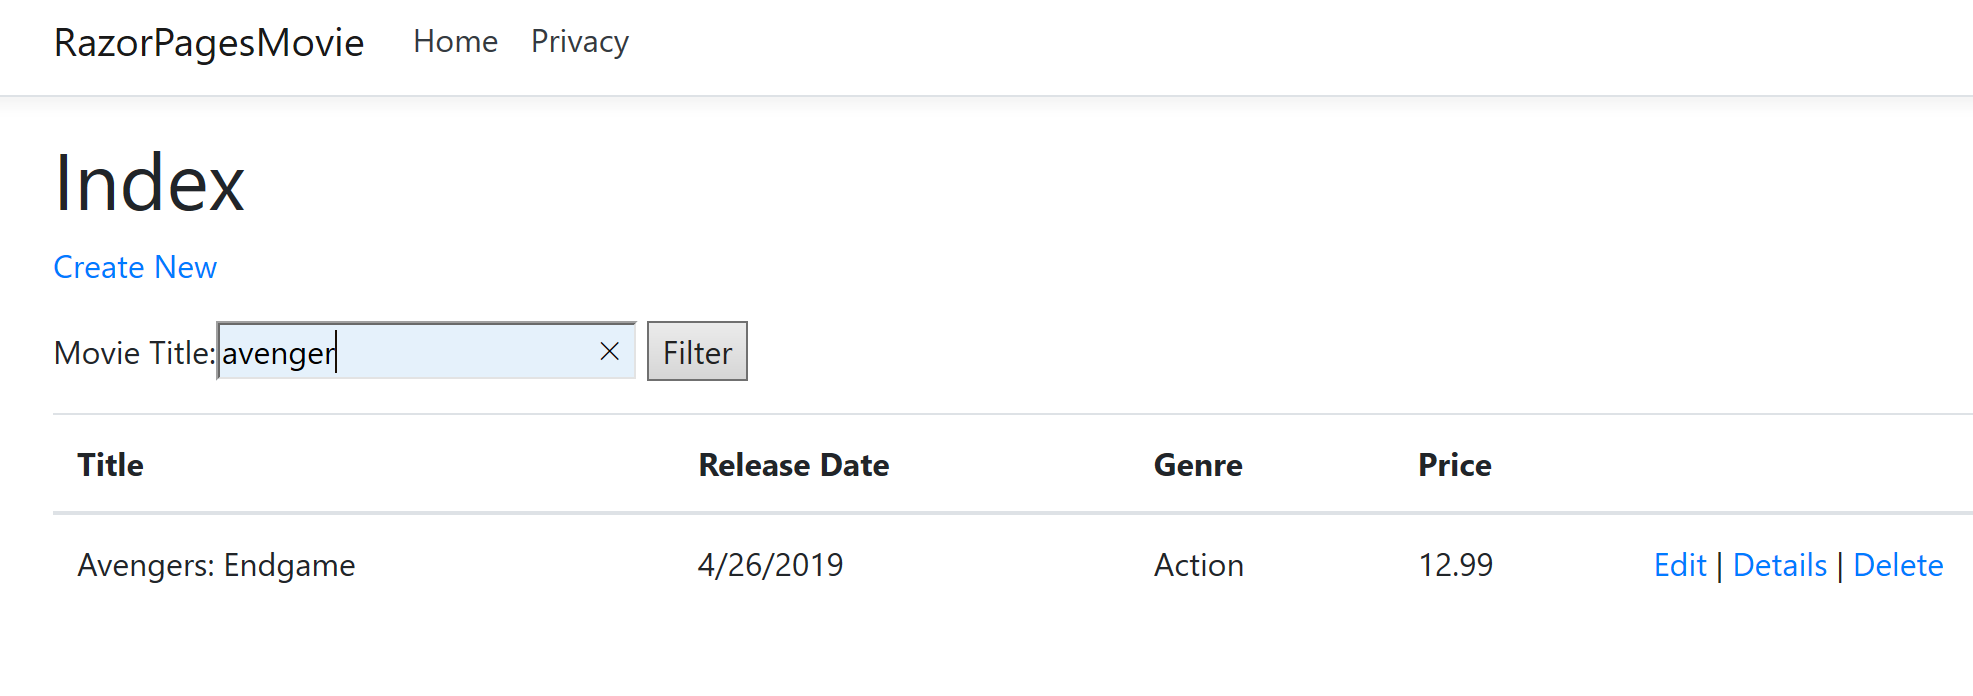 RazorPagesMovie Home Privacy
Index
Create New
Movie Title: avenger Filter
Title Release Date Genre Price
Avengers: Endgame 4/26/2019 Action 12.99 Edit | Details | Delete